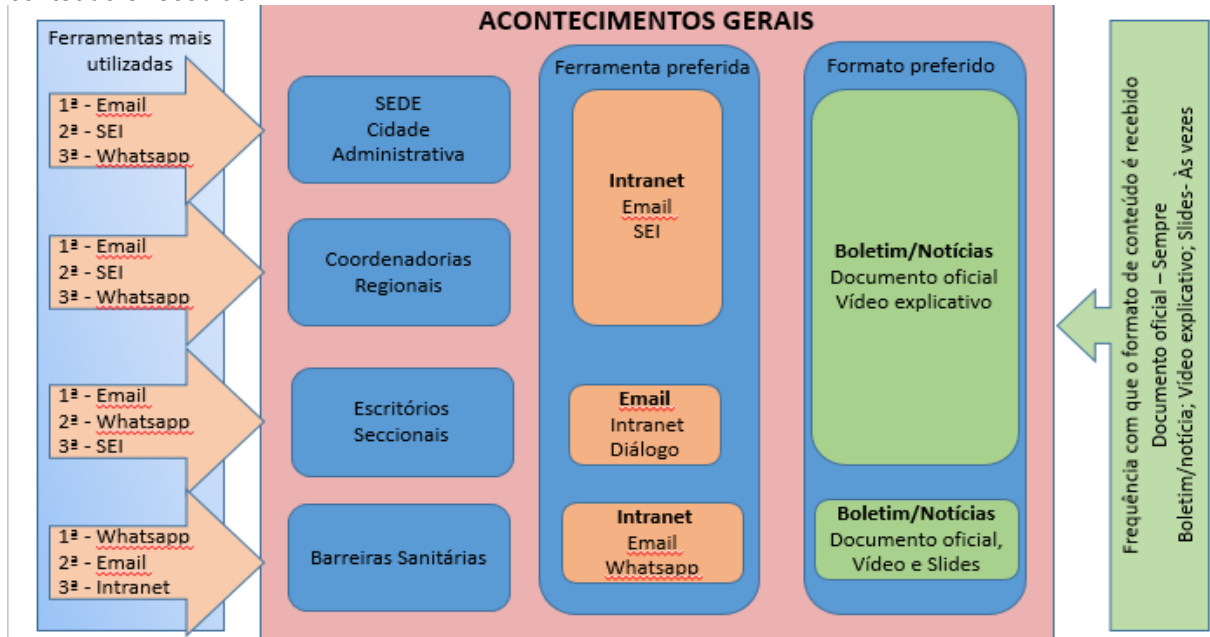 ACONTECIMENTOS GERAIS
Ferramentas mais
utilizadas
1ª - Email
2ª - SEI
3ª - Whatsapp
1ª - Email
2ª - SEI
3ª - Whatsapp
1ª - Email
2ª - Whatsapp
3ª - SEI
1ª - Whatsapp
2ª - Email
3ª - Intranet
SEDE
Cidade
Administrativa
Coordenadorias
Regionais
Escritórios
Seccionais
Barreiras Sanitárias
Ferramenta preferida
Intranet
Email
SEI
Email
Intranet
Diálogo
Intranet
Email
Whatsapp
Formato preferido
Boletim/Notícias
Documento oficial
Vídeo explicativo
Boletim/Notícias
Documento oficial,
Vídeo e Slides
Frequência com que o formato de conteúdo é recebido
Documento oficial – Sempre
Boletim/notícia; Vídeo explicativo; Slides- Às vezes